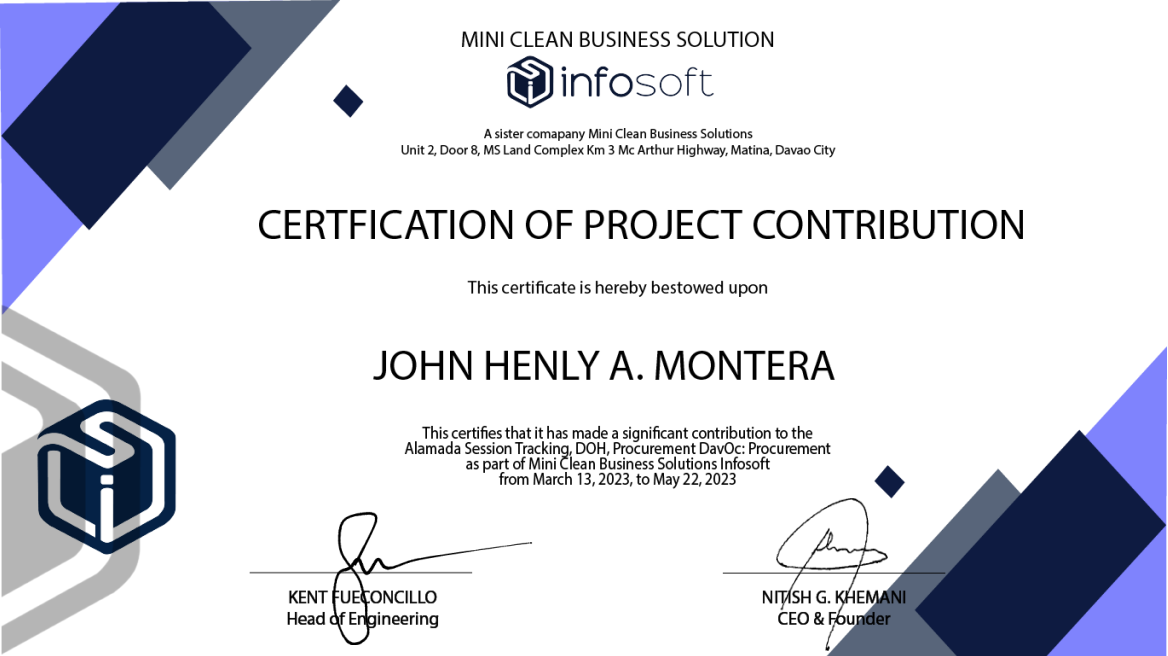 MINI CLEAN BUSINESS SOLUTION
infosoft
A sister comapany Mini Clean Business Solutions
Unit 2, Door 8, MS Land Complex Km 3 Mc Arthur Highway, Matina, Davao City
CERTFICATION OF PROJECT CONTRIBUTION
This certificate is hereby bestowed upon
JOHN HENLY A. MONTERA
This certifies that it has made a significant contribution to the
Alamada Session Tracking, DOH, Procurement DavOc: Procurement
as part of Mini Clean Business Solutions Infosoft
from March 13, 2023, to May 22, 2023
KENT FUECONCILLO
Head of Engineering
NITISH G. KHEMANI
CEO & Founder